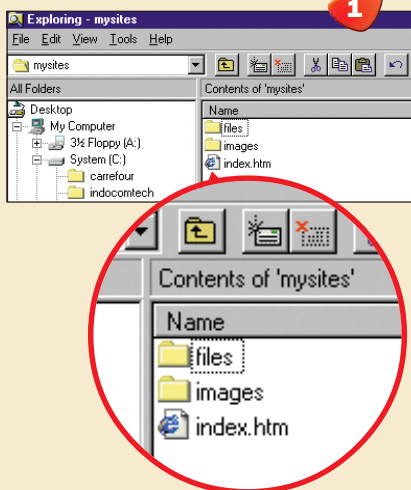 1
Exploring - mysites
File Edit View Tools Help
mysites
All Folders
Contents of 'mysites'
Desktop
My Computer
3½ Floppy (A:)
System (C:)
carrefour
indocomtech
Name
files
images
index.htm
Contents of 'mysites'
Name
files
images
index.htm